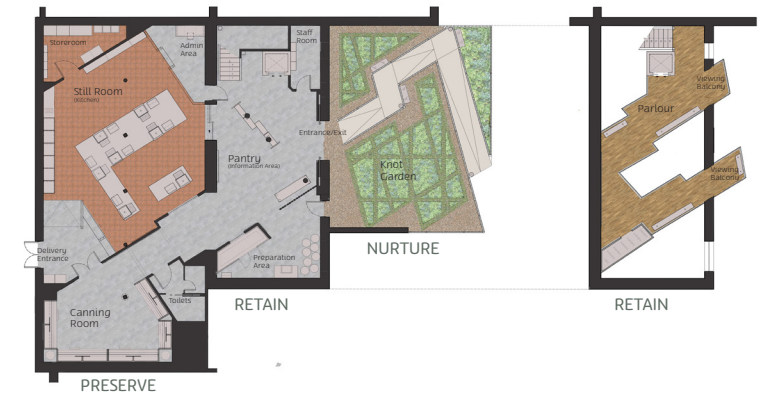 Storeroom
Admin
Area
Staff
Room
Still Room
(Kitchen)
Entrance/Exit
Pantry
(Information Area)
Knot
Garden
Delivery
Entrance
Preparation
Area
Toilets
Canning
Room
Viewing
Balcony
Parlour
Viewing
Balcony
NURTURE
RETAIN
RETAIN
PRESERVE